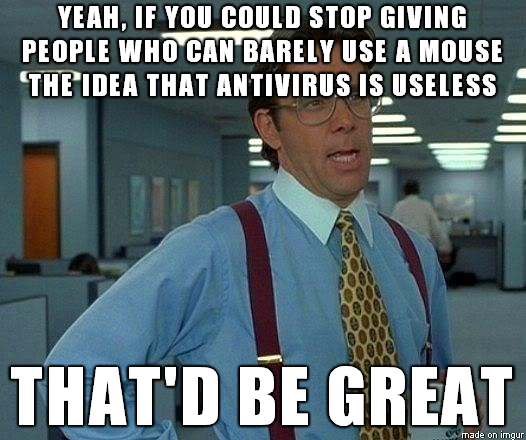 YEAH, IF YOU COULD STOP GIVING
PEOPLE WHO CAN BARELY USE A MOUSE
THE IDEA THAT ANTIVIRUS IS USELESS
THAT'D BE GREAT
made on imgur